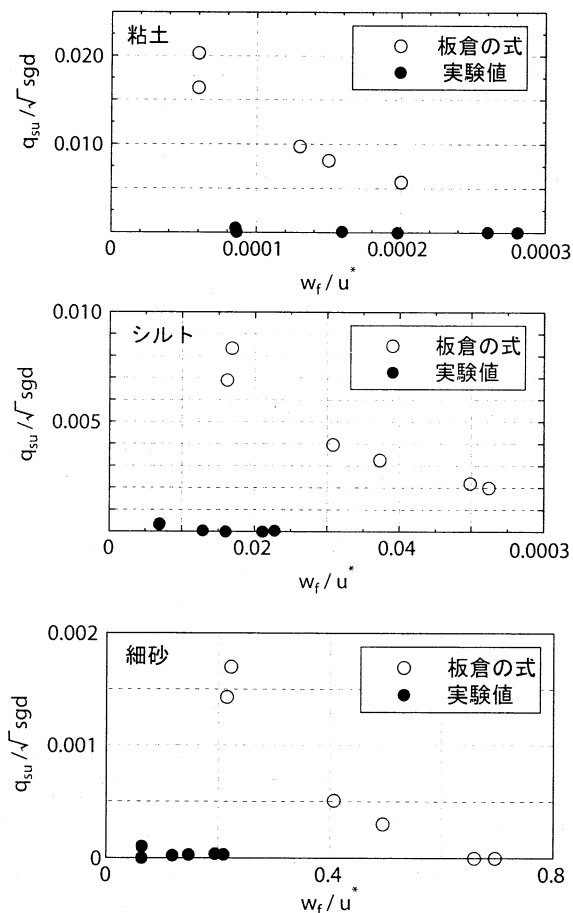 粘土
○ 板倉の式
● 実験値
q_su/√sgd
0.020
0.010
0
0.0001
0.0002
0.0003
w_f / u*
シルト
○ 板倉の式
● 実験値
q_su/√sgd
0.010
0.005
0
0.02
0.04
0.0003
w_f / u*
細砂
○ 板倉の式
● 実験値
q_su/√sgd
0.002
0.001
0
0
0.4
0.8
w_f / u*